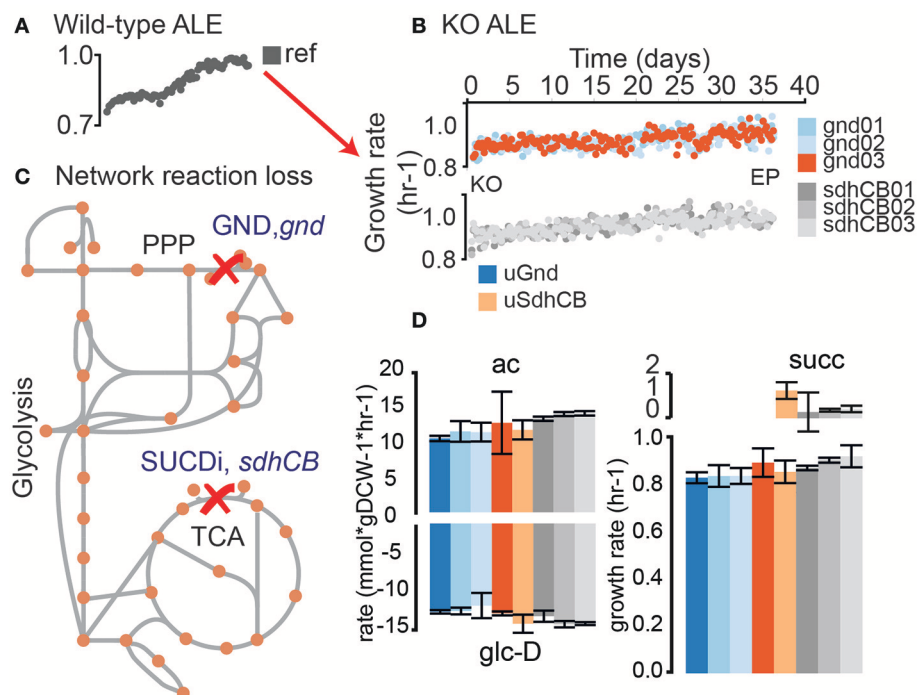 A Wild-type ALE
1.0
0.7
ref
B KO ALE
Time (days)
0 5 10 15 20 25 30 35 40
Growth rate
(hr-1)
1.0
0.8
KO
EP
1.0
0.8
gnd01
gnd02
gnd03
sdhCB01
sdhCB02
sdhCB03
uGnd
uSdhCB
C Network reaction loss
GND,gnd
PPP
Glycolysis
SUCDi, sdhCB
TCA
D
ac
20
15
10
5
0
-5
-10
-15
rate (mmol*gDCW-1*hr-1)
glc-D
succ
2
1
0
1.0
0.8
0.6
0.4
0.2
0.0
growth rate (hr-1)